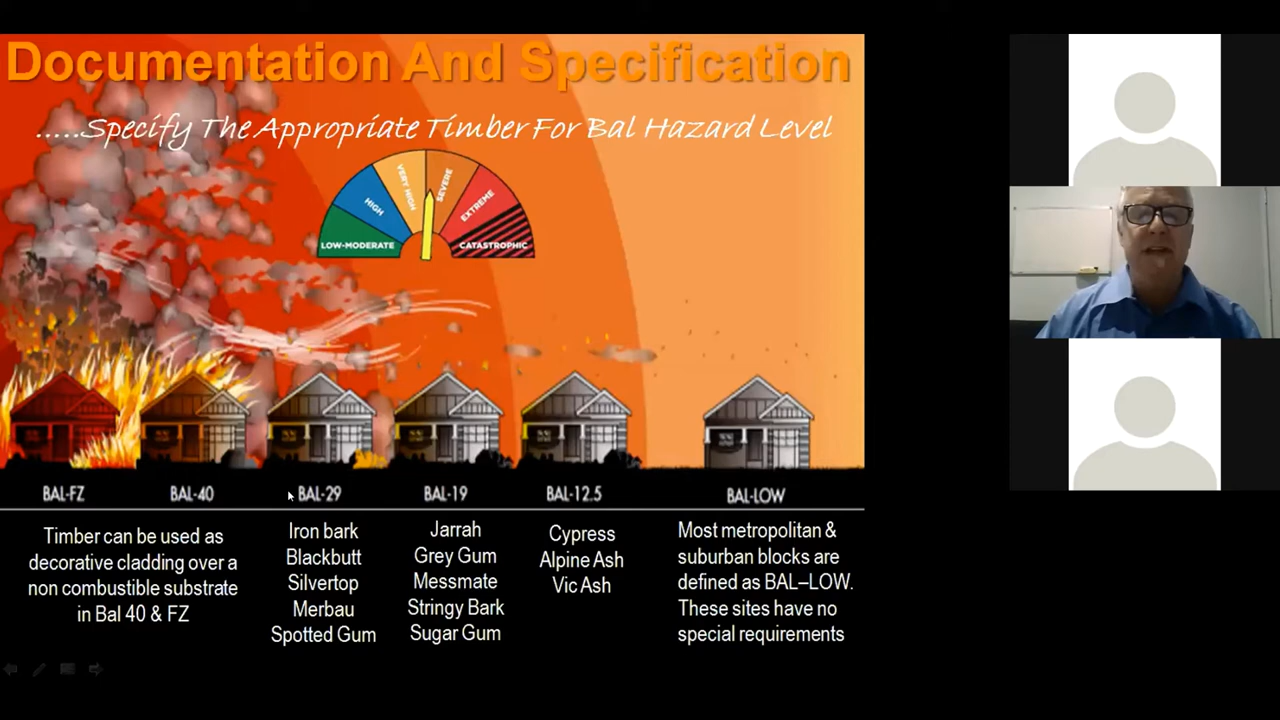 Documentation And Specification
.....Specify The Appropriate Timber For Bal Hazard Level
LOW-MODERATE
HIGH
VERY HIGH
SEVERE
EXTREME
CATASTROPHIC
BAL-FZ
BAL-40
BAL-29
BAL-19
BAL-12.5
BAL-LOW
Timber can be used as
decorative cladding over a
non combustible substrate
in Bal 40 & FZ
Iron bark
Blackbutt
Silvertop
Merbau
Spotted Gum
Jarrah
Grey Gum
Messmate
Stringy Bark
Sugar Gum
Cypress
Alpine Ash
Vic Ash
Most metropolitan &
suburban blocks are
defined as BAL–LOW.
These sites have no
special requirements